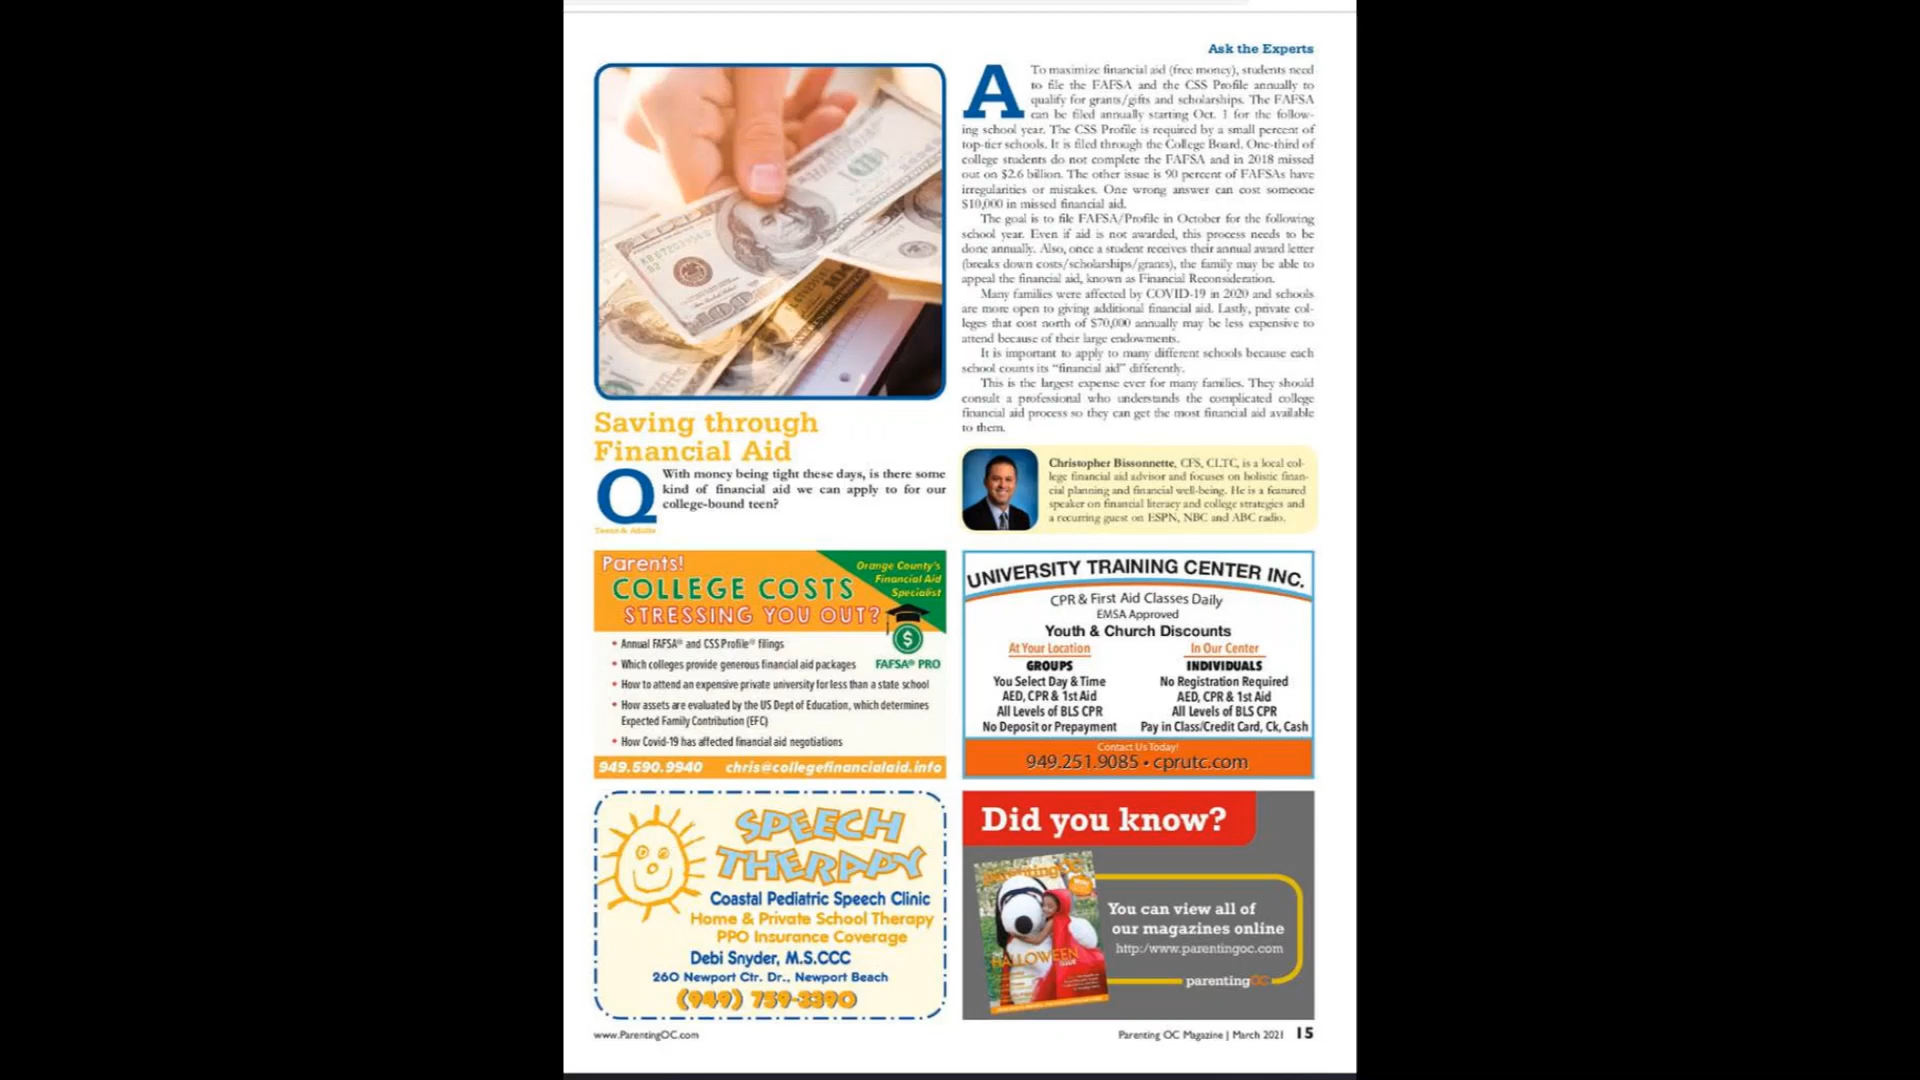 Ask the Experts
A
To maximize financial aid (free money), students need
to file the FAFSA and the CSS Profile annually to
qualify for grants/gifts and scholarships. The FAFSA
can be filed annually starting Oct. 1 for the follow-
ing school year. The CSS Profile is required by a small percent of
top-tier schools. It is filed through the College Board. One-third of
college students do not complete the FAFSA and in 2018 missed
out on $2.6 billion. The other issue is 90 percent of FAFSAs have
irregularities or mistakes. One wrong answer can cost someone
$10,000 in missed financial aid.
The goal is to file FAFSA/Profile in October for the following
school year. Even if aid is not awarded, this process needs to be
done annually. Also, once a student receives their annual award letter
(breaks down costs/scholarships/grants), the family may be able to
appeal the financial aid, known as Financial Reconsideration.
Many families were affected by COVID-19 in 2020 and schools
are more open to giving additional financial aid. Lastly, private col-
leges that cost north of $70,000 annually may be less expensive to
attend because of their large endowments.
It is important to apply to many different schools because each
school counts its "financial aid" differently.
This is the largest expense ever for many families. They should
consult a professional who understands the complicated college
financial aid process so they can get the most financial aid available
to them.
Saving through
Financial Aid
Q
With money being tight these days, is there some
kind of financial aid we can apply to for our
college-bound teen?
Teens & Adults
Christopher Bissonnette, CFS, CLTC, is a local col-
lege financial aid advisor and focuses on holistic finan-
cial planning and financial well-being. He is a featured
speaker on financial literacy and college strategies and
a recurring guest on ESPN, NBC and ABC radio.
Parents!
COLLEGE COSTS
STRESSING YOU OUT?
Orange County's
Financial Aid
Specialist
$
FAFSA® PRO
• Annual FAFSA® and CSS Profile® filings
• Which colleges provide generous financial aid packages
• How to attend an expensive private university for less than a state school
• How assets are evaluated by the US Dept of Education, which determines
Expected Family Contribution (EFC)
• How Covid-19 has affected financial aid negotiations
949.590.9940 chris@collegefinancialaid.info
UNIVERSITY TRAINING CENTER INC.
CPR & First Aid Classes Daily
EMSA Approved
Youth & Church Discounts
At Your Location
GROUPS
You Select Day & Time
AED, CPR & 1st Aid
All Levels of BLS CPR
No Deposit or Prepayment
In Our Center
INDIVIDUALS
No Registration Required
AED, CPR & 1st Aid
All Levels of BLS CPR
Pay in Class/Credit Card, Ck, Cash
Contact Us Today!
949.251.9085 • cprutc.com
SPEECH
THERAPY
Coastal Pediatric Speech Clinic
Home & Private School Therapy
PPO Insurance Coverage
Debi Snyder, M.S.CCC
260 Newport Ctr. Dr., Newport Beach
(949) 759-3390
Did you know?
ParentingOC
HALLOWEEN
ISSUE
You can view all of
our magazines online
http:/www.parentingoc.com
parentingOC
www.ParentingOC.com
Parenting OC Magazine | March 2021 15